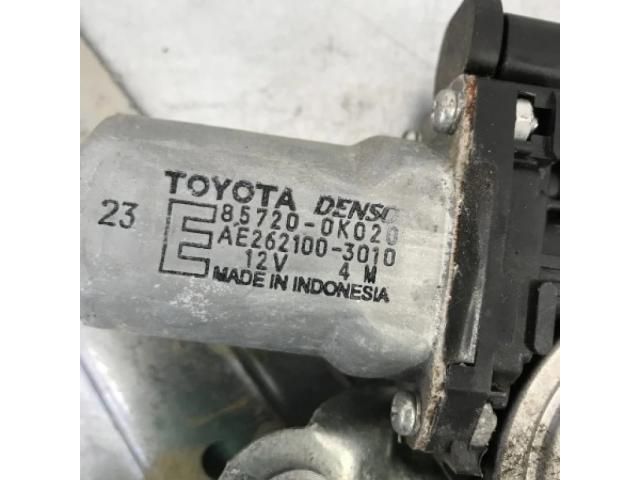 TOYOTA DENSO
23 E 85720-0K020
AE262100-3010
12V 4 M
MADE IN INDONESIA